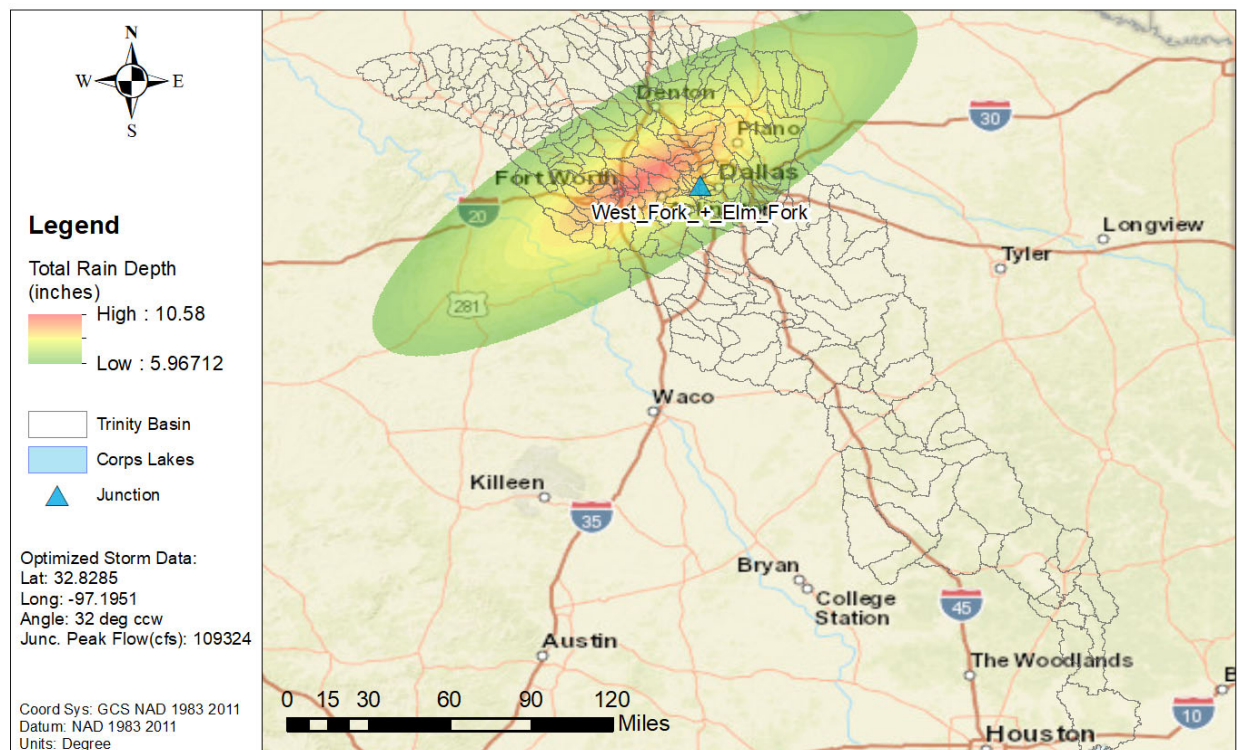 N
W E
S
Legend
Total Rain Depth
(inches)
High : 10.58
Low : 5.96712
Trinity Basin
Corps Lakes
Junction
Optimized Storm Data:
Lat: 32.8285
Long: -97.1951
Angle: 32 deg ccw
Junc. Peak Flow(cfs): 109324
Coord Sys: GCS NAD 1983 2011
Datum: NAD 1983 2011
Units: Degree
Denton
30
Plano
Fort Worth
Dallas
20
West_Fork_+_Elm_Fork
Longview
Tyler
281
Waco
Killeen
35
Bryan
College
Station
45
Austin
The Woodlands
10
Houston
0 15 30 60 90 120
Miles